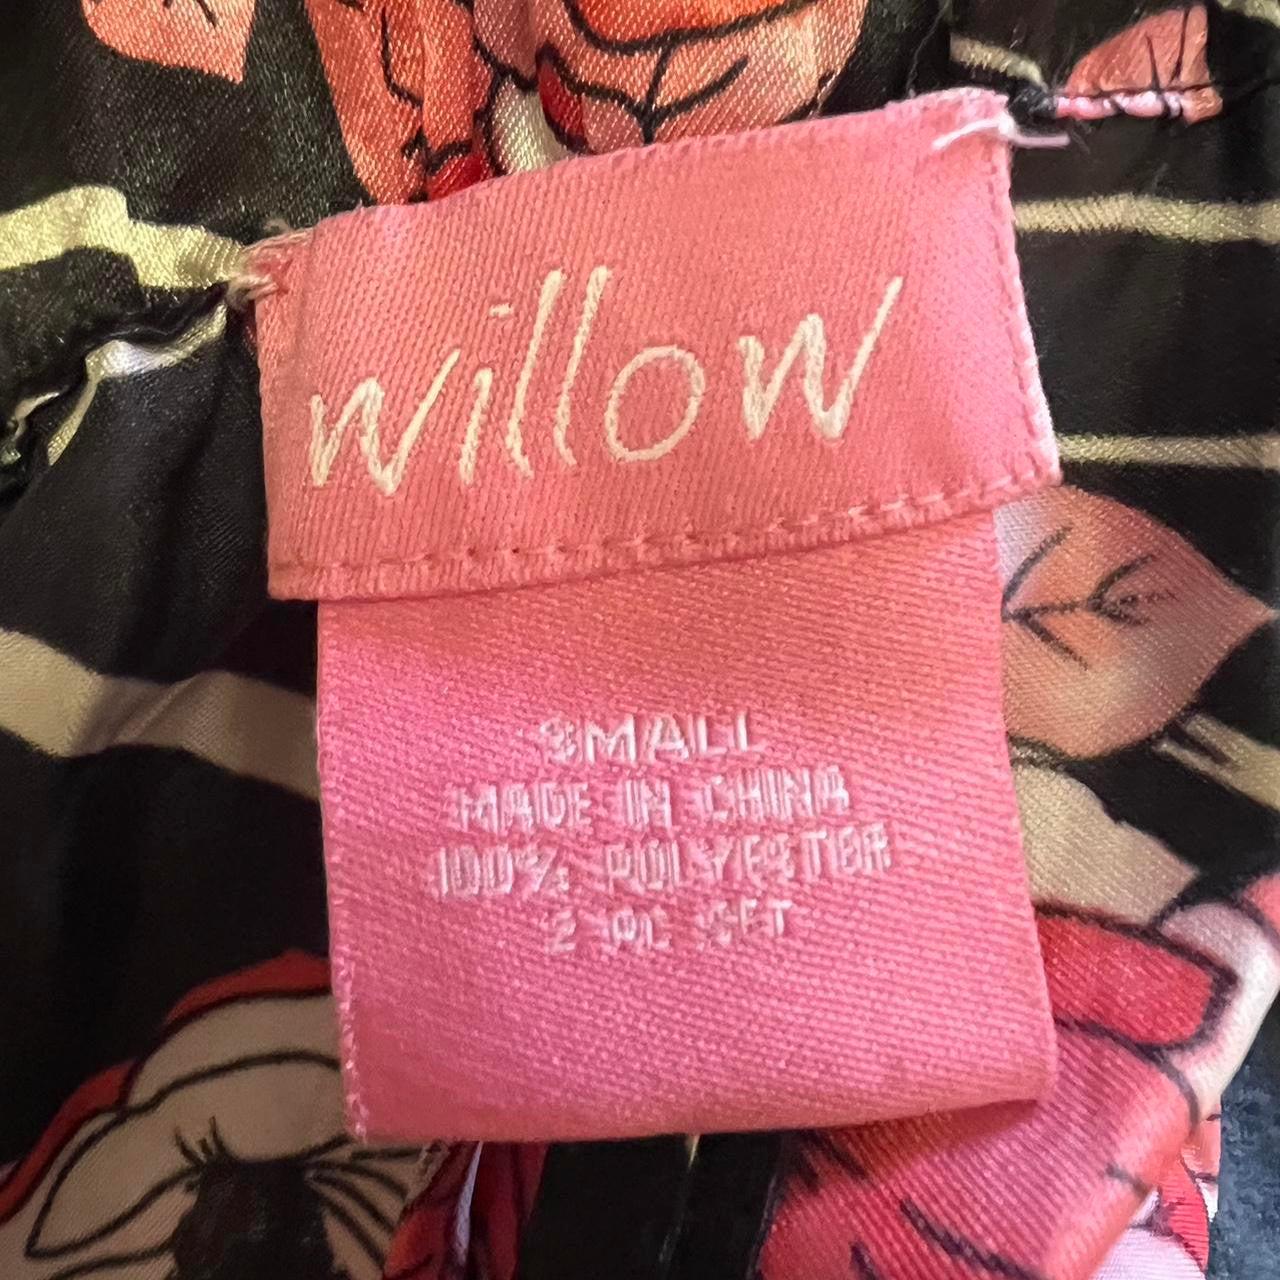 willow
SMALL
MADE IN CHINA
100% POLYESTER
2 PC SET